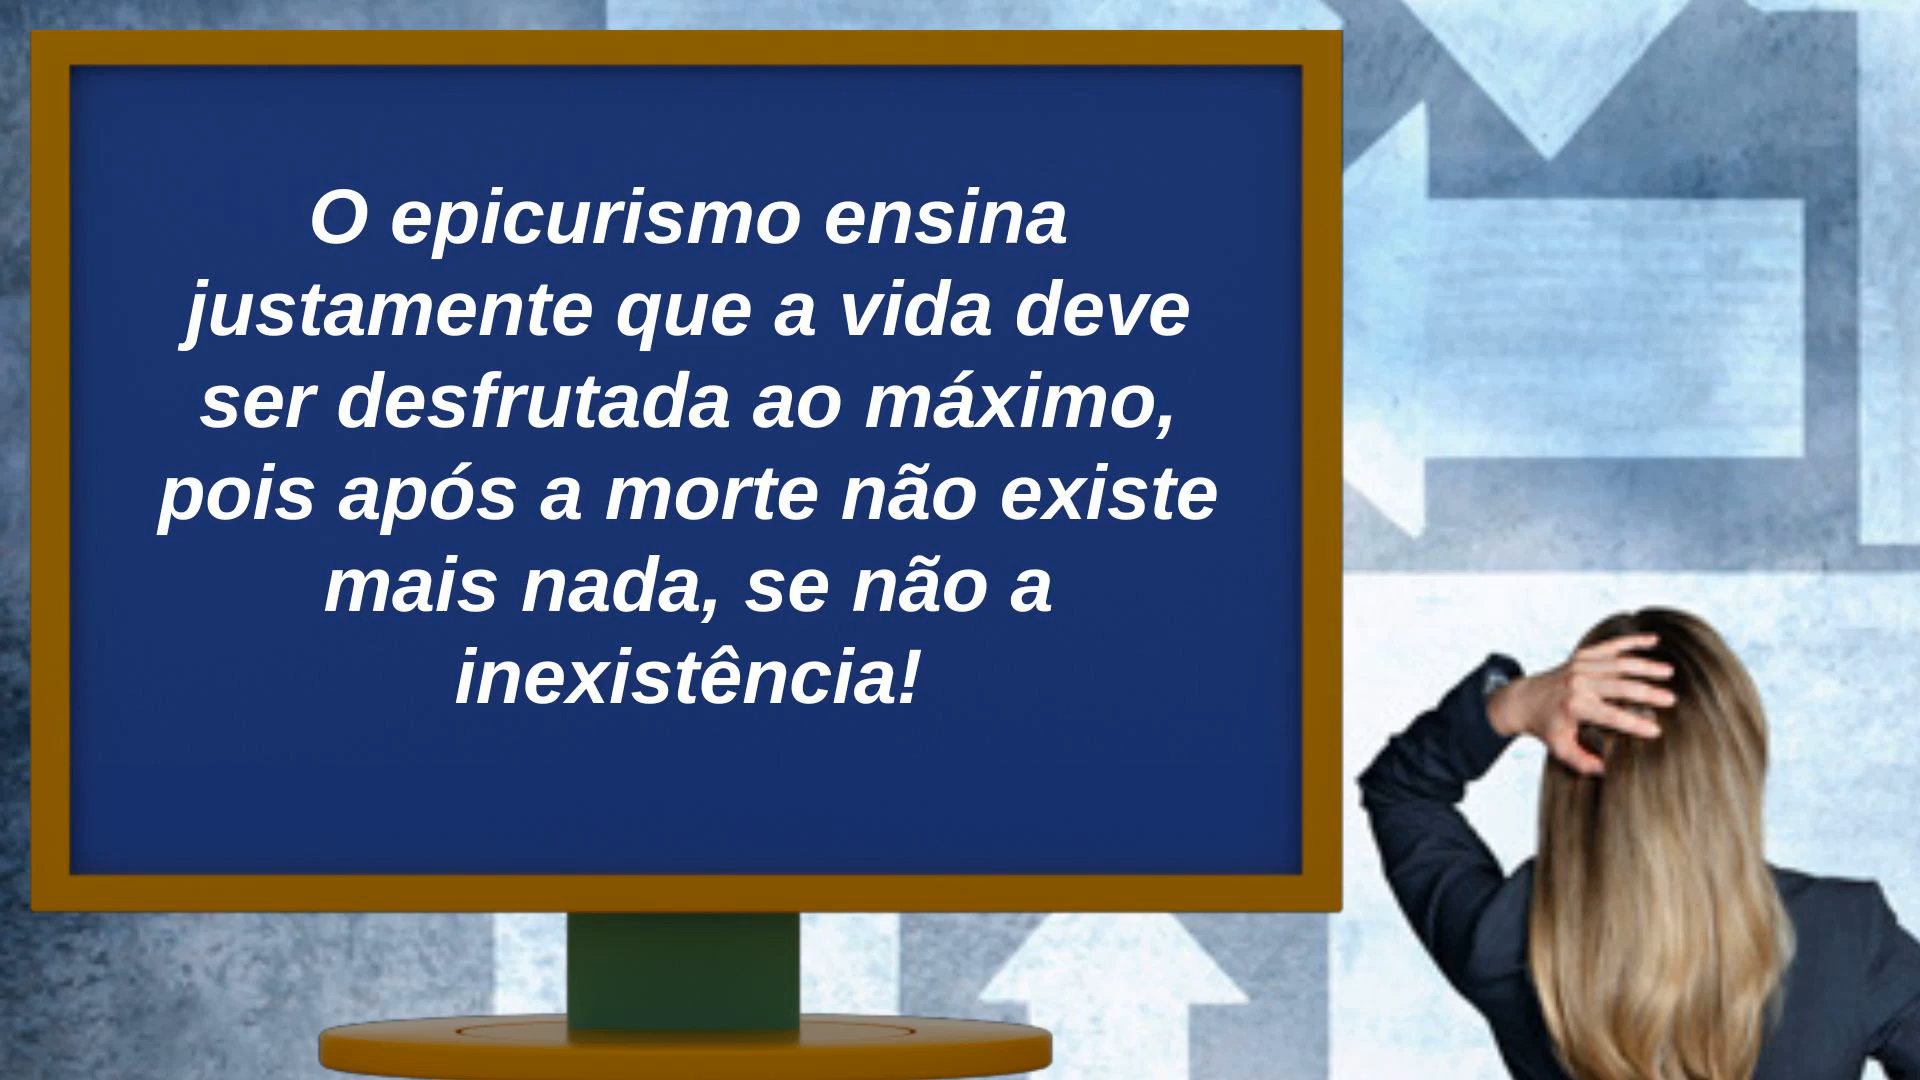 O epicurismo ensina
justamente que a vida deve
ser desfrutada ao máximo,
pois após a morte não existe
mais nada, se não a
inexistência!